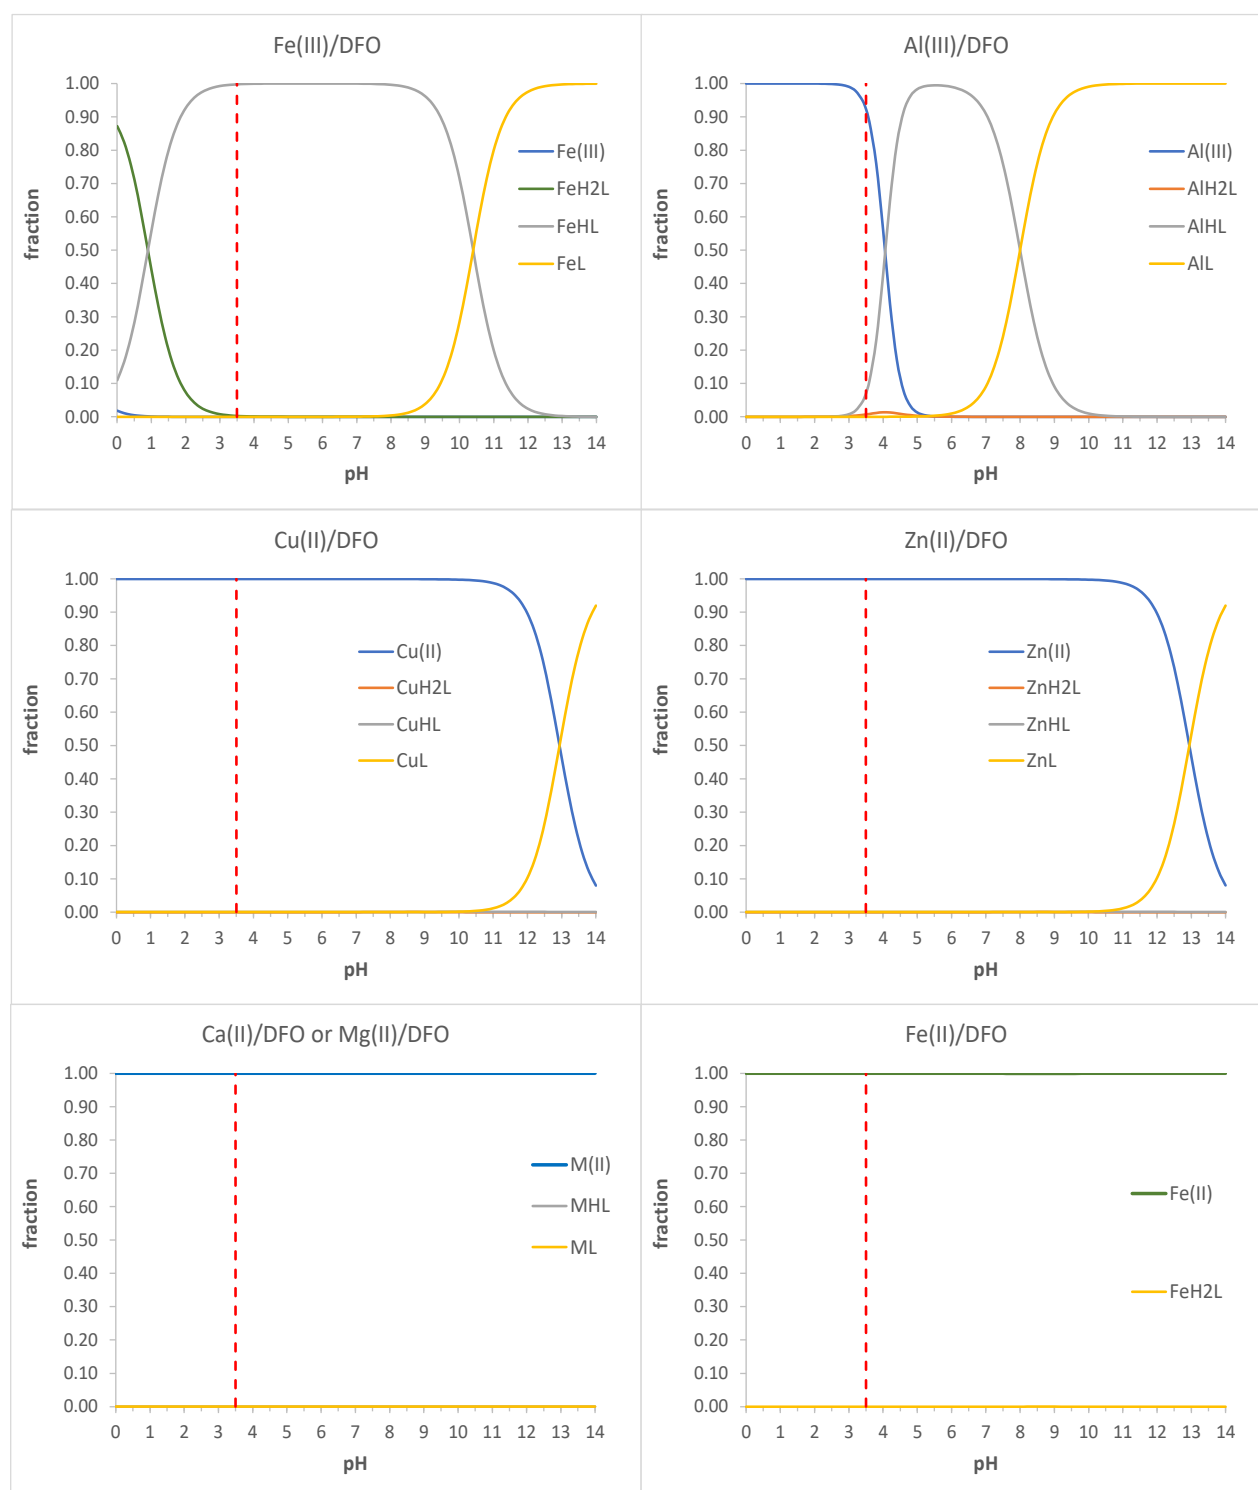 Fe(III)/DFO
1.00
0.90
0.80
0.70
0.60
0.50
0.40
0.30
0.20
0.10
0.00
fraction
0 1 2 3 4 5 6 7 8 9 10 11 12 13 14
pH
Fe(III)
FeH2L
FeHL
FeL
Al(III)/DFO
1.00
0.90
0.80
0.70
0.60
0.50
0.40
0.30
0.20
0.10
0.00
fraction
0 1 2 3 4 5 6 7 8 9 10 11 12 13 14
pH
Al(III)
AlH2L
AlHL
AlL
Cu(II)/DFO
1.00
0.90
0.80
0.70
0.60
0.50
0.40
0.30
0.20
0.10
0.00
fraction
0 1 2 3 4 5 6 7 8 9 10 11 12 13 14
pH
Cu(II)
CuH2L
CuHL
CuL
Zn(II)/DFO
1.00
0.90
0.80
0.70
0.60
0.50
0.40
0.30
0.20
0.10
0.00
fraction
0 1 2 3 4 5 6 7 8 9 10 11 12 13 14
pH
Zn(II)
ZnH2L
ZnHL
ZnL
Ca(II)/DFO or Mg(II)/DFO
1.00
0.90
0.80
0.70
0.60
0.50
0.40
0.30
0.20
0.10
0.00
fraction
0 1 2 3 4 5 6 7 8 9 10 11 12 13 14
pH
M(II)
MHL
ML
Fe(II)/DFO
1.00
0.90
0.80
0.70
0.60
0.50
0.40
0.30
0.20
0.10
0.00
fraction
0 1 2 3 4 5 6 7 8 9 10 11 12 13 14
pH
Fe(II)
FeH2L